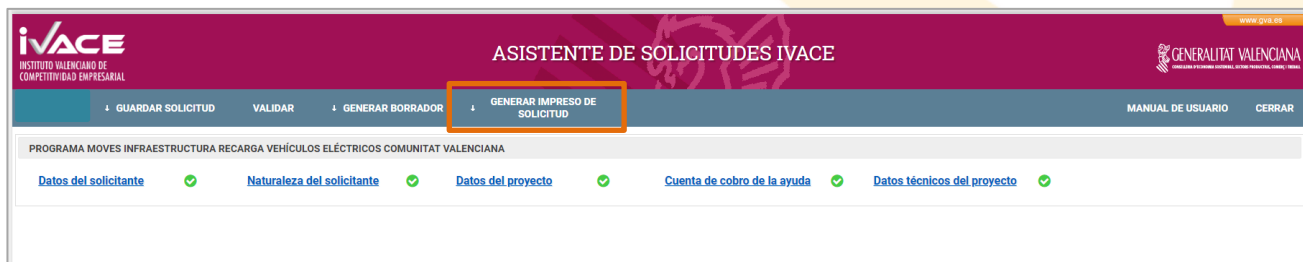 www.gva.es
iVACE
INSTITUTO VALENCIANO DE
COMPETITIVIDAD EMPRESARIAL
ASISTENTE DE SOLICITUDES IVACE
GENERALITAT VALENCIANA
GUARDAR SOLICITUD
VALIDAR
GENERAR BORRADOR
GENERAR IMPRESO DE
SOLICITUD
MANUAL DE USUARIO
CERRAR
PROGRAMA MOVES INFRAESTRUCTURA RECARGA VEHÍCULOS ELÉCTRICOS COMUNITAT VALENCIANA
Datos del solicitante
Naturaleza del solicitante
Datos del proyecto
Cuenta de cobro de la ayuda
Datos técnicos del proyecto